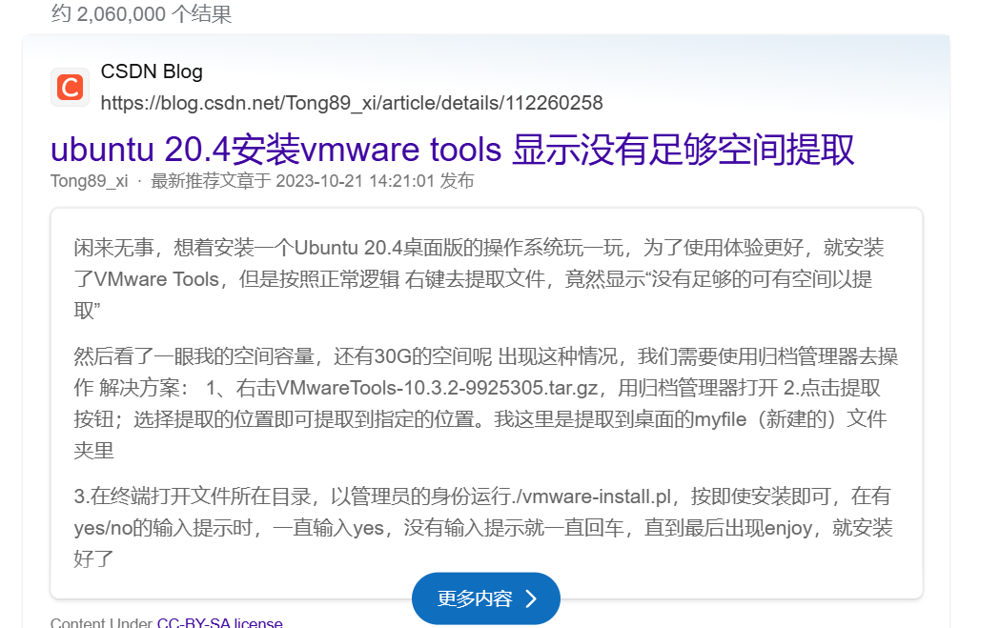 约 2,060,000 个结果
CSDN Blog
https://blog.csdn.net/Tong89_xi/article/details/112260258
ubuntu 20.4安装vmware tools 显示没有足够空间提取
Tong89_xi · 最新推荐文章于 2023-10-21 14:21:01 发布
闲来无事，想着安装一个Ubuntu 20.4桌面版的操作系统玩一玩，为了使用体验更好，就安装
了VMware Tools，但是按照正常逻辑 右键去提取文件，竟然显示“没有足够的可有空间以提
取”
然后看了一眼我的空间容量，还有30G的空间呢 出现这种情况，我们需要使用归档管理器去操
作 解决方案： 1、右击VMwareTools-10.3.2-9925305.tar.gz，用归档管理器打开 2.点击提取
按钮；选择提取的位置即可提取到指定的位置。我这里是提取到桌面的myfile（新建的）文件
夹里
3.在终端打开文件所在目录，以管理员的身份运行./vmware-install.pl，按即使安装即可，在有
yes/no的输入提示时，一直输入yes，没有输入提示就一直回车，直到最后出现enjoy，就安装
好了
更多内容
Content Under CC-BY-SA license